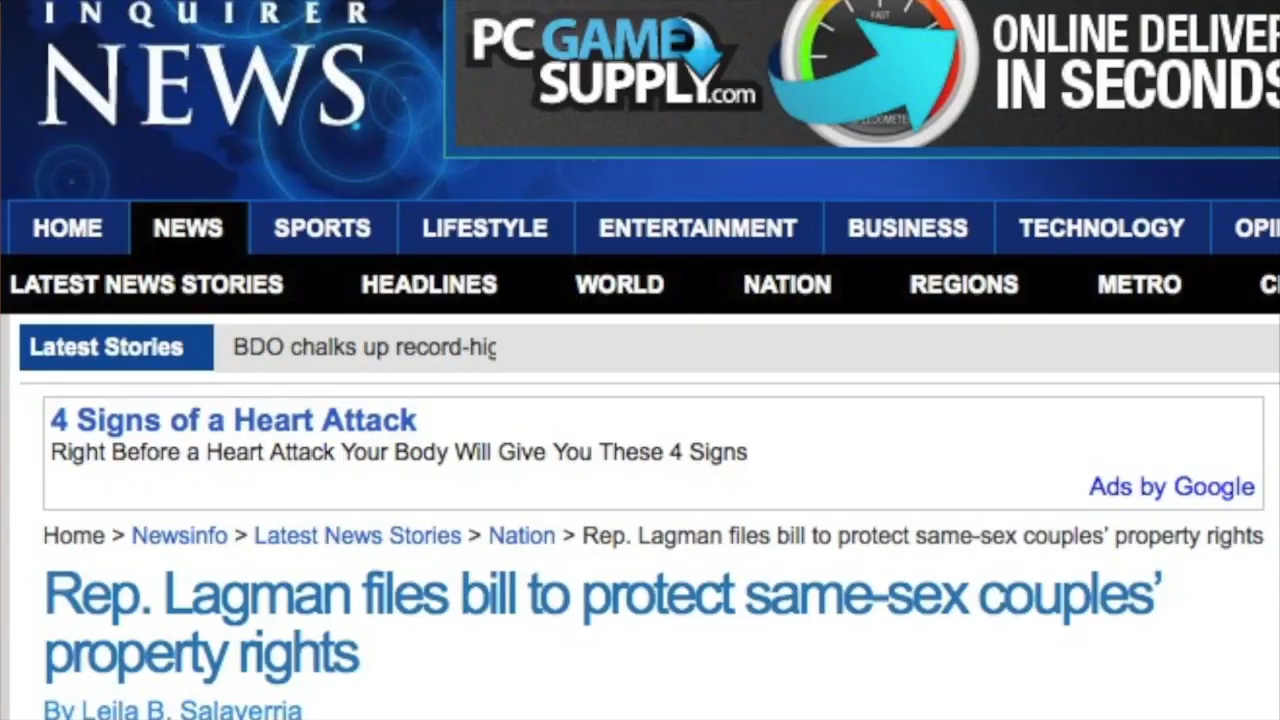 INQUIRER
NEWS
PC GAME
SUPPLY.com
FAST
ONLINE DELIVER
IN SECONDS
HOME NEWS SPORTS LIFESTYLE ENTERTAINMENT BUSINESS TECHNOLOGY OPI
LATEST NEWS STORIES HEADLINES WORLD NATION REGIONS METRO C
Latest Stories BDO chalks up record-hig
4 Signs of a Heart Attack
Right Before a Heart Attack Your Body Will Give You These 4 Signs
Ads by Google
Home > Newsinfo > Latest News Stories > Nation > Rep. Lagman files bill to protect same-sex couples’ property rights
Rep. Lagman files bill to protect same-sex couples’
property rights
By Leila B. Salaverria